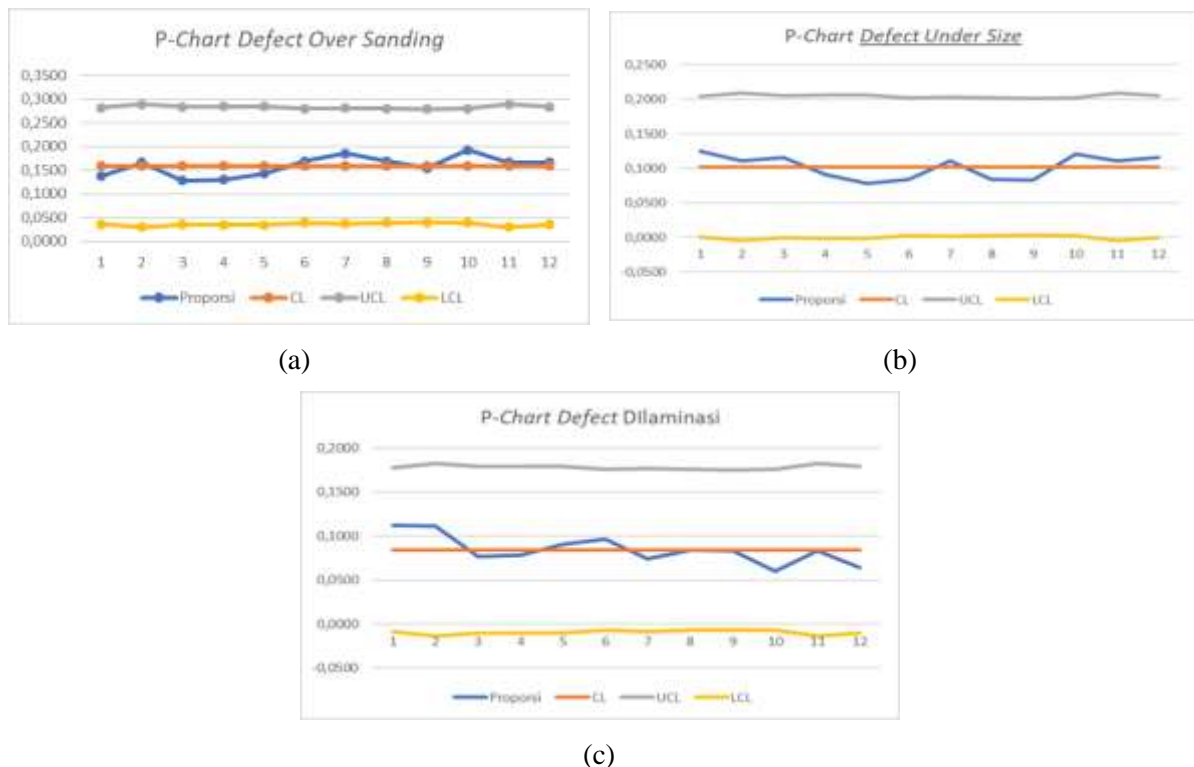 P-Chart Defect Over Sanding
0,3500
0,3000
0,2500
0,2000
0,1500
0,1000
0,0500
0,0000
1 2 3 4 5 6 7 8 9 10 11 12
Proporsi CL UCL LCL
(a)
P-Chart Defect Under Size
0,2500
0,2000
0,1500
0,1000
0,0500
0,0000
-0,0500
1 2 3 4 5 6 7 8 9 10 11 12
Proporsi CL UCL LCL
(b)
P-Chart Defect DIlaminasi
0,2000
0,1500
0,1000
0,0500
0,0000
-0,0500
1 2 3 4 5 6 7 8 9 10 11 12
Proporsi CL UCL LCL
(c)